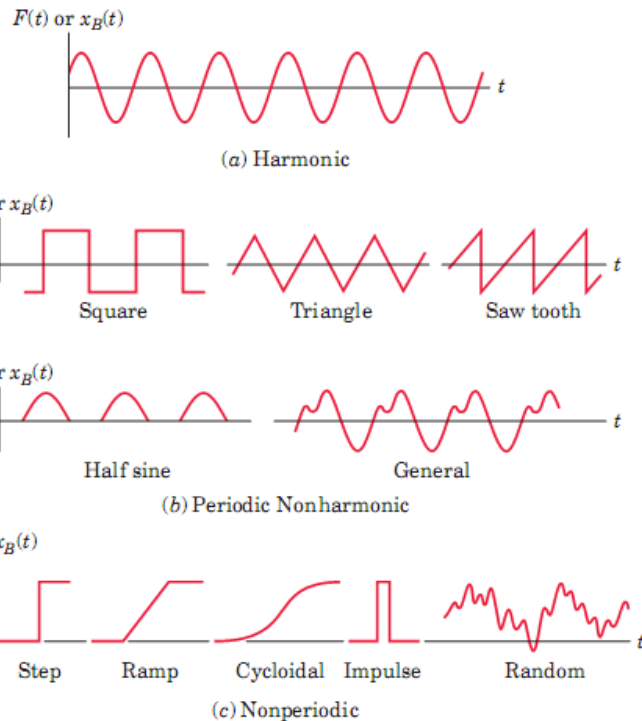 F(t) or x_B(t)
t
(a) Harmonic
r x_B(t)
t
Square Triangle Saw tooth
r x_B(t)
t
Half sine General
(b) Periodic Nonharmonic
x_B(t)
t
Step Ramp Cycloidal Impulse Random
(c) Nonperiodic